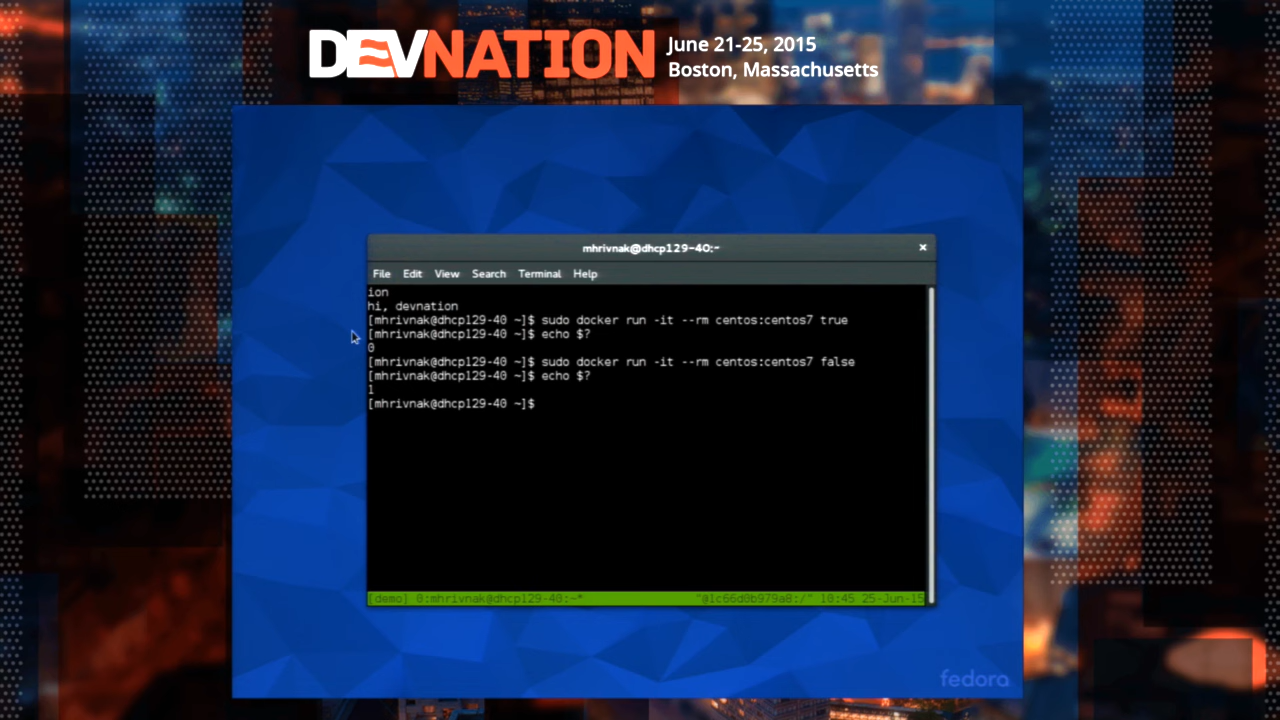 DEVNATION
June 21-25, 2015
Boston, Massachusetts
mhrivnak@dhcp129-40:~
File Edit View Search Terminal Help
ion
hi, devnation
[mhrivnak@dhcp129-40 ~]$ sudo docker run -it --rm centos:centos7 true
[mhrivnak@dhcp129-40 ~]$ echo $?
0
[mhrivnak@dhcp129-40 ~]$ sudo docker run -it --rm centos:centos7 false
[mhrivnak@dhcp129-40 ~]$ echo $?
1
[mhrivnak@dhcp129-40 ~]$
[demo] 0:mhrivnak@dhcp129-40:~* "@1c66d0b979a8:/" 10:45 25-Jun-15
fedora